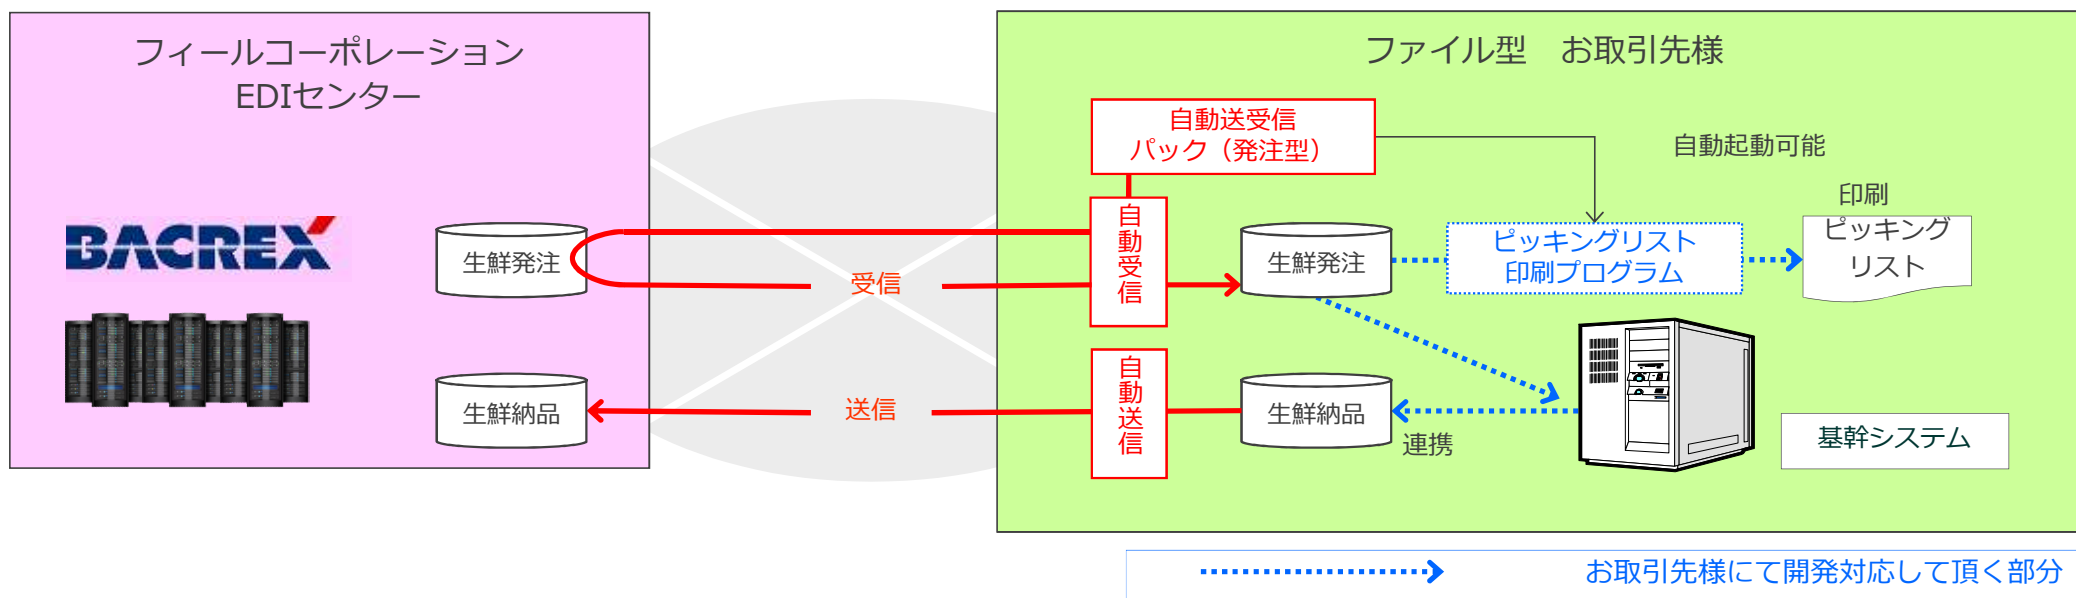 フィールコーポレーション
EDIセンター
BACREX
生鮮発注
生鮮納品
受信
送信
ファイル型　お取引先様
自動送受信
パック（発注型）
自動起動可能
自動受信
自動送信
生鮮発注
生鮮納品
ピッキングリスト
印刷プログラム
印刷
ピッキング
リスト
連携
基幹システム
お取引先様にて開発対応して頂く部分